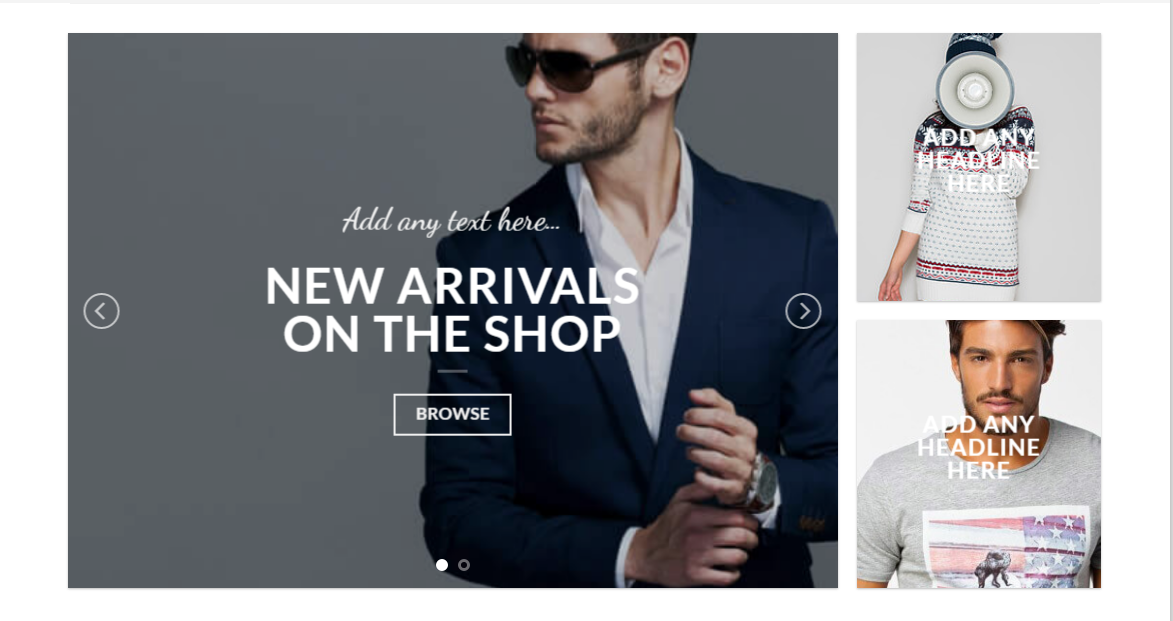 Add any text here...
NEW ARRIVALS
ON THE SHOP
BROWSE
ADD ANY
HEADLINE
HERE
ADD ANY
HEADLINE
HERE